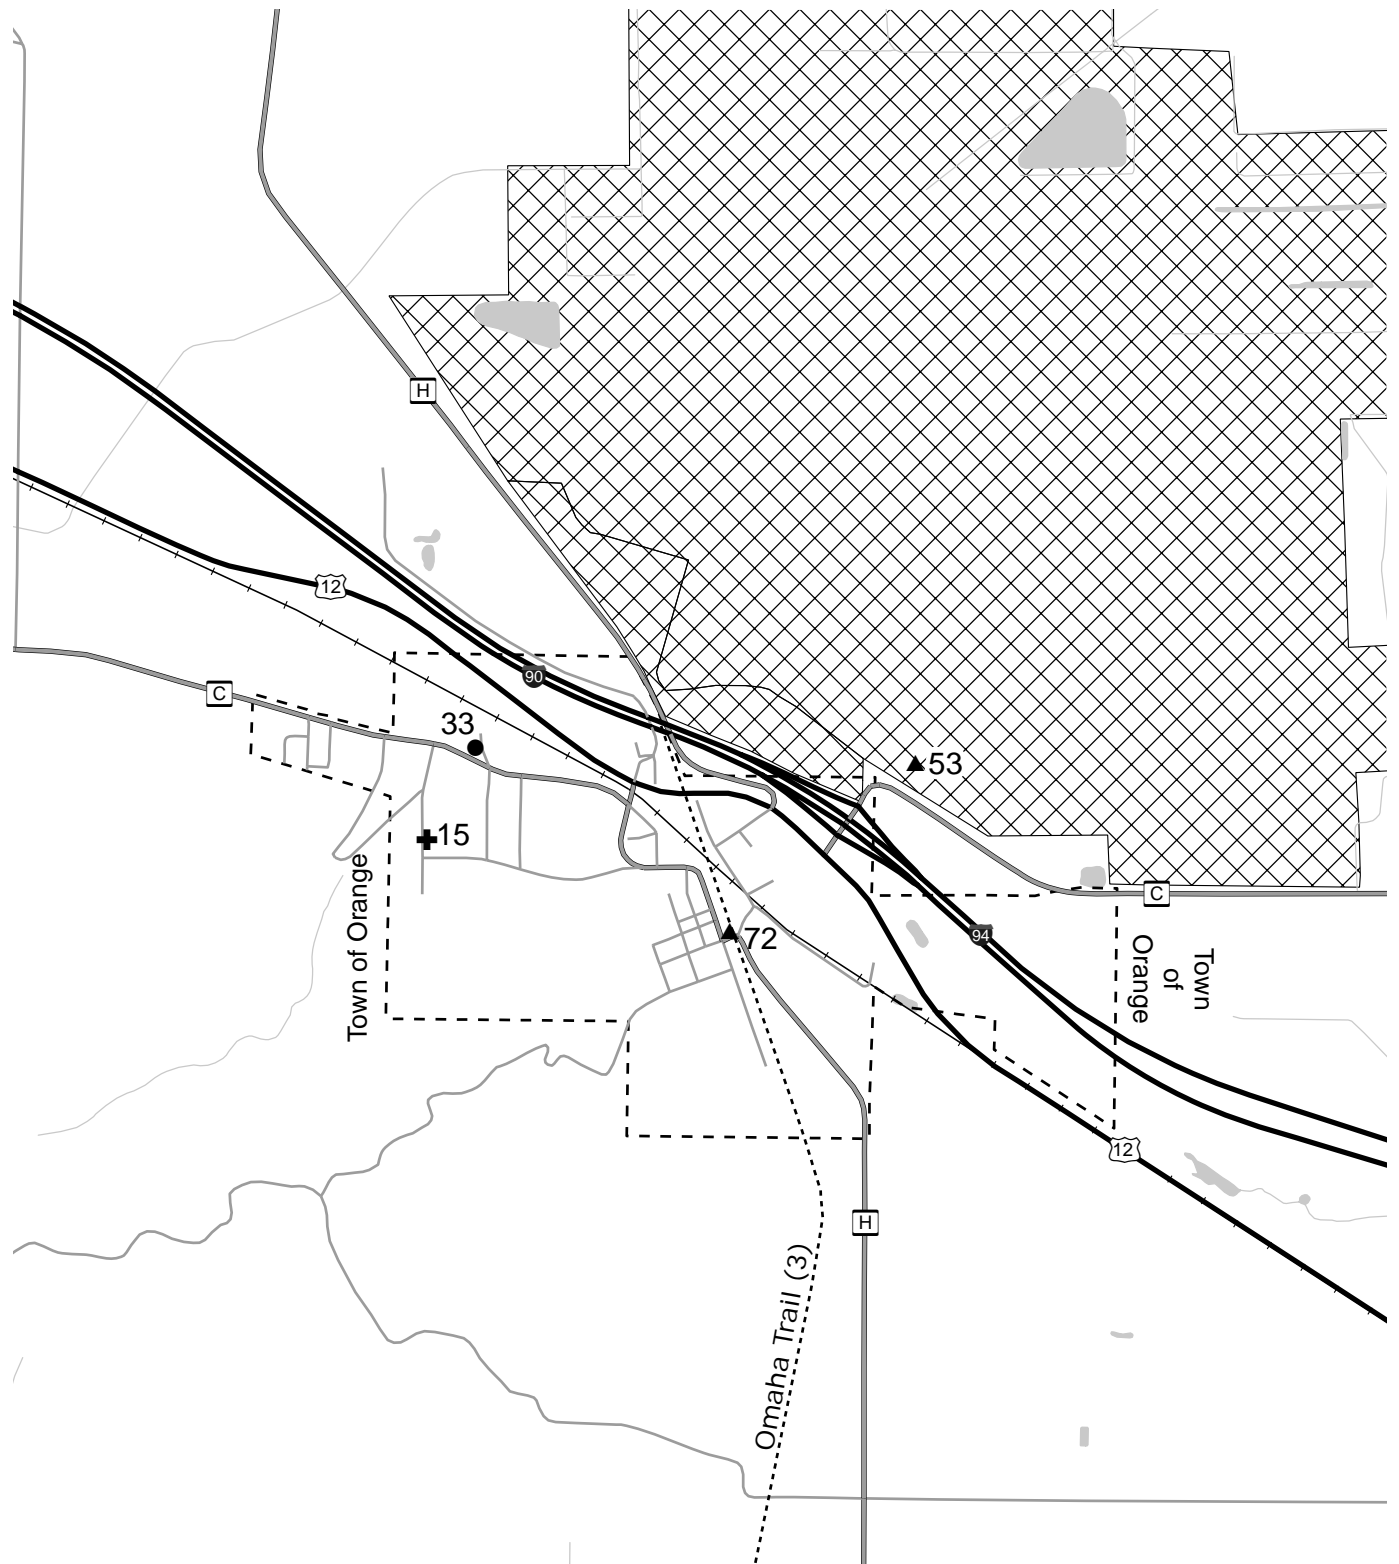 H
12
90
C
33
53
15
C
Town of Orange
72
94
Town
of
Orange
12
H
Omaha Trail (3)